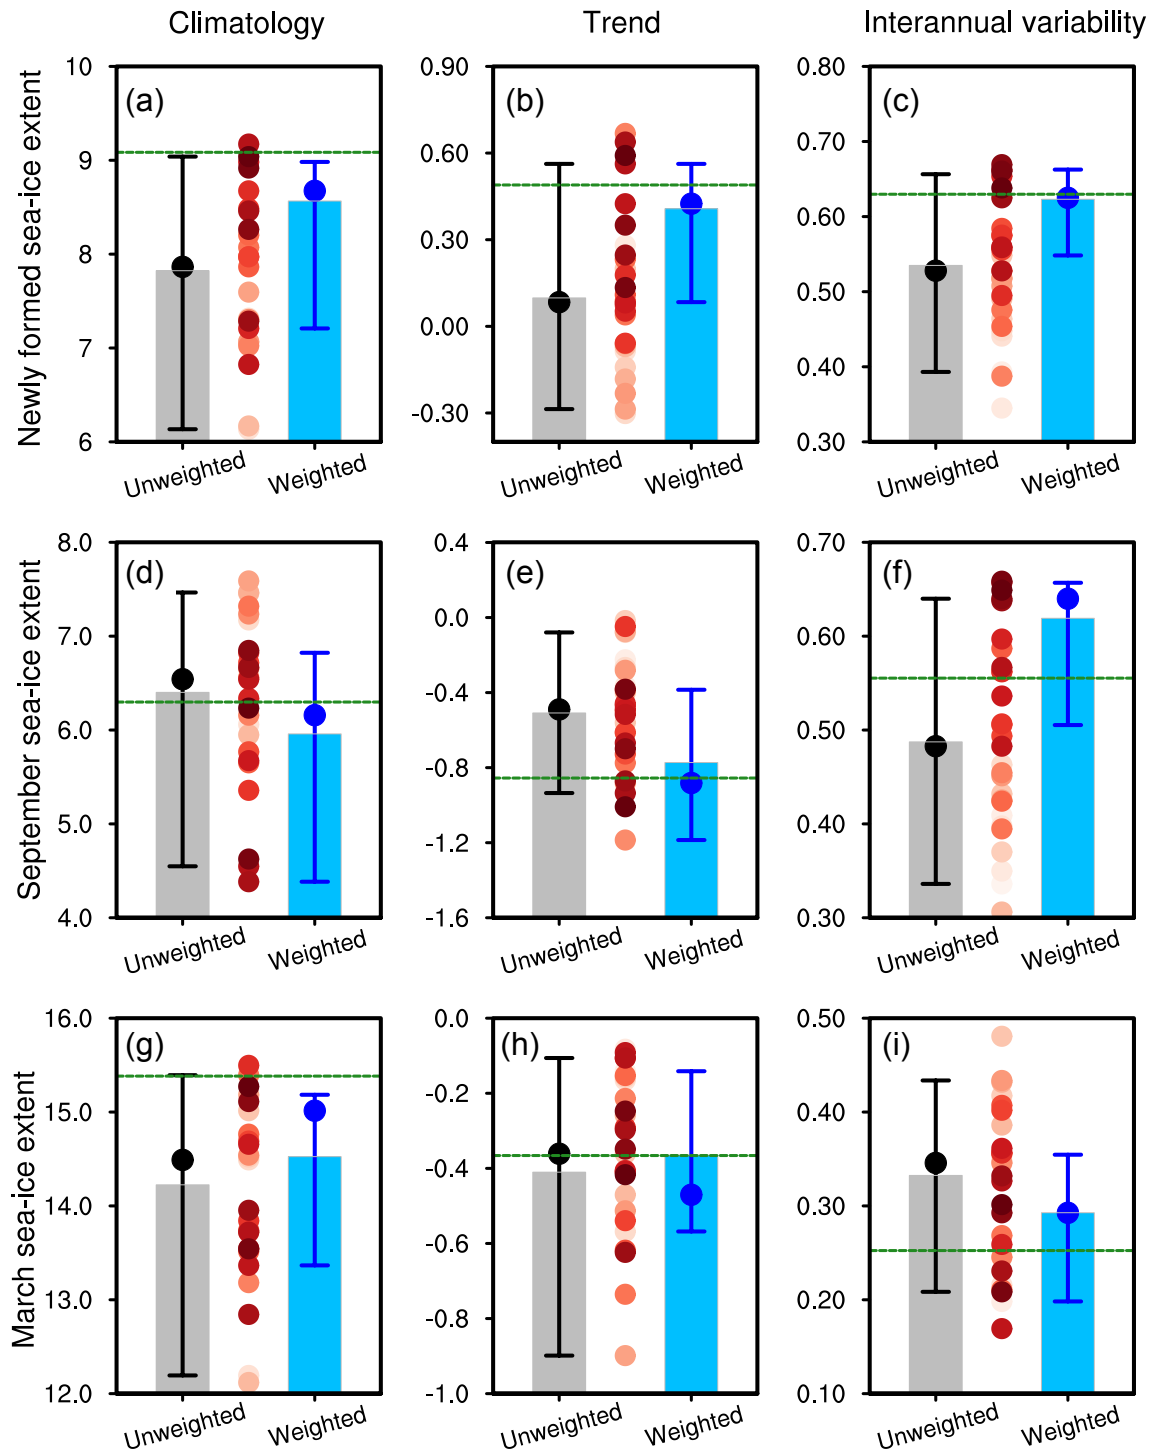 Climatology
Trend
Interannual variability
Newly formed sea-ice extent
(a)
10
9
8
7
6
Unweighted
Weighted
(b)
0.90
0.60
0.30
0.00
-0.30
Unweighted
Weighted
(c)
0.80
0.70
0.60
0.50
0.40
0.30
Unweighted
Weighted
September sea-ice extent
(d)
8.0
7.0
6.0
5.0
4.0
Unweighted
Weighted
(e)
0.4
0.0
-0.4
-0.8
-1.2
-1.6
Unweighted
Weighted
(f)
0.70
0.60
0.50
0.40
0.30
Unweighted
Weighted
March sea-ice extent
(g)
16.0
15.0
14.0
13.0
12.0
Unweighted
Weighted
(h)
0.0
-0.2
-0.4
-0.6
-0.8
-1.0
Unweighted
Weighted
(i)
0.50
0.40
0.30
0.20
0.10
Unweighted
Weighted